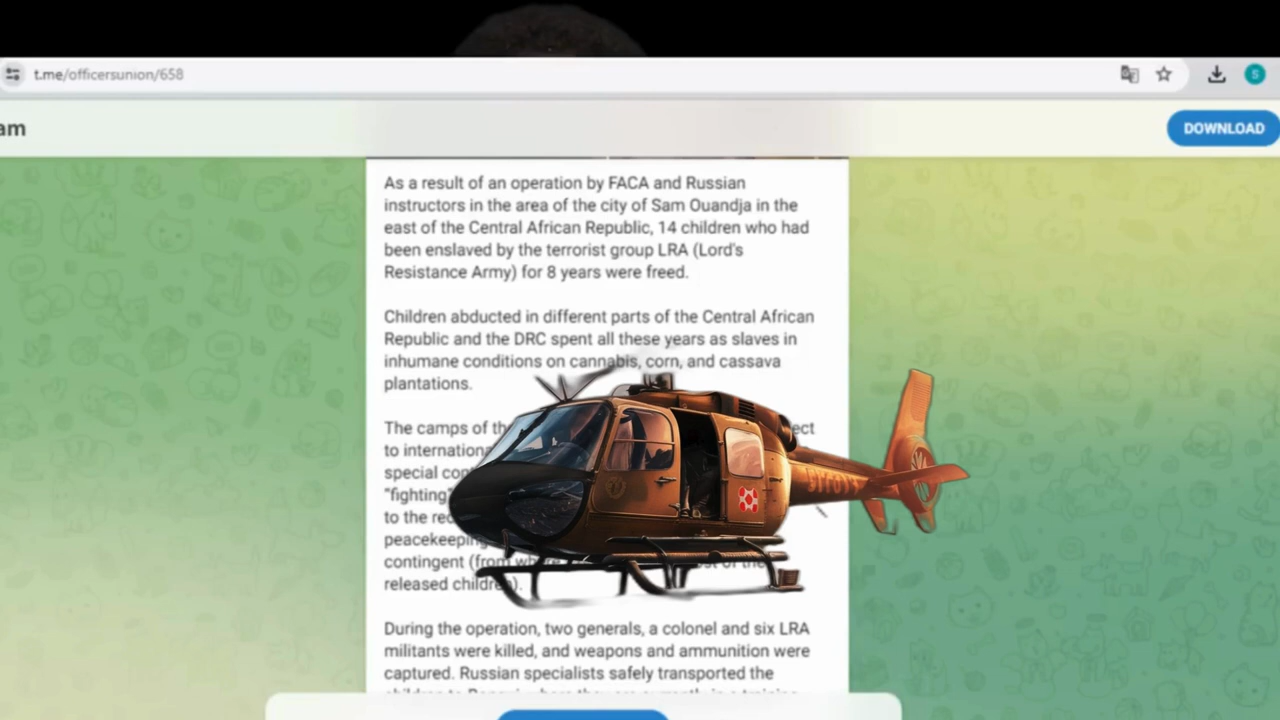 t.me/officersunion/658
S
am
DOWNLOAD
As a result of an operation by FACA and Russian
instructors in the area of the city of Sam Ouandja in the
east of the Central African Republic, 14 children who had
been enslaved by the terrorist group LRA (Lord's
Resistance Army) for 8 years were freed.
Children abducted in different parts of the Central African
Republic and the DRC spent all these years as slaves in
inhumane conditions on cannabis, corn, and cassava
plantations.
The camps of th ect
to internation
special con
"fighting"
to the rec
peacekeeping
contingent (from of the
released children).
During the operation, two generals, a colonel and six LRA
militants were killed, and weapons and ammunition were
captured. Russian specialists safely transported the